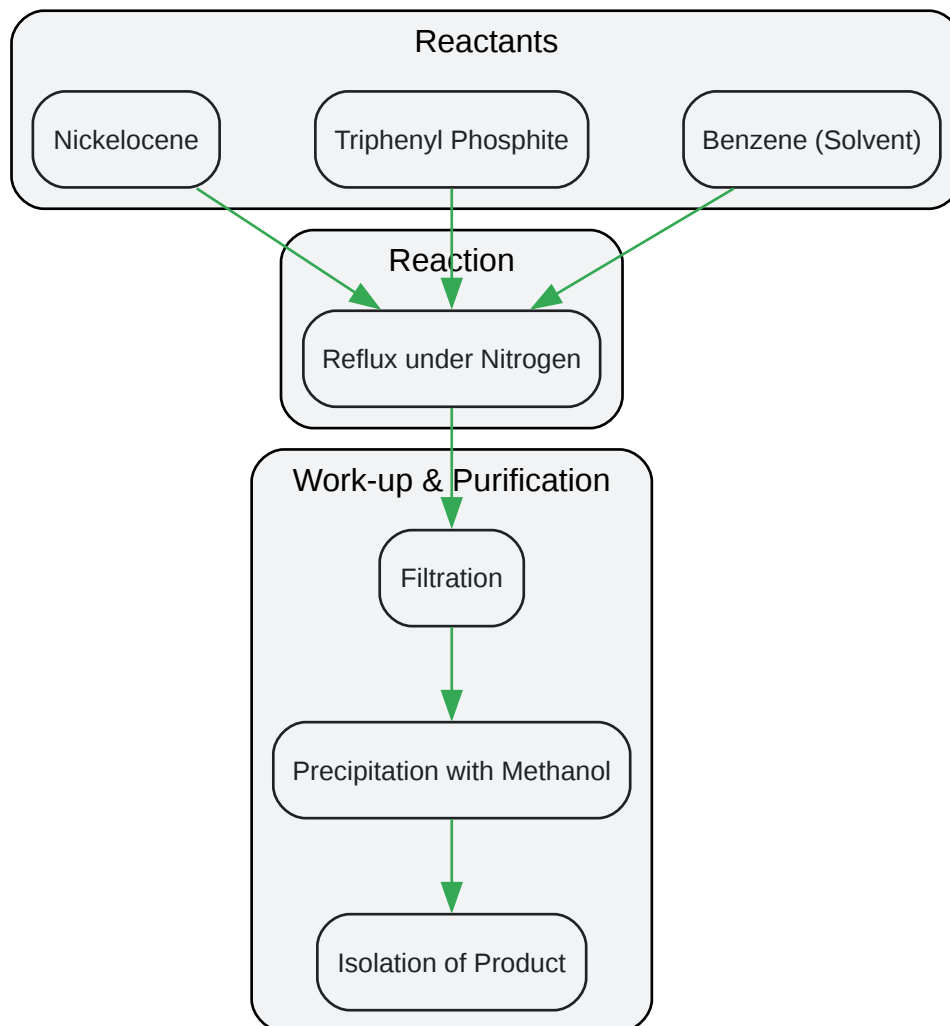 Reactants
Nickelocene
Triphenyl Phosphite
Benzene (Solvent)
Reaction
Reflux under Nitrogen
Work-up & Purification
Filtration
Precipitation with Methanol
Isolation of Product